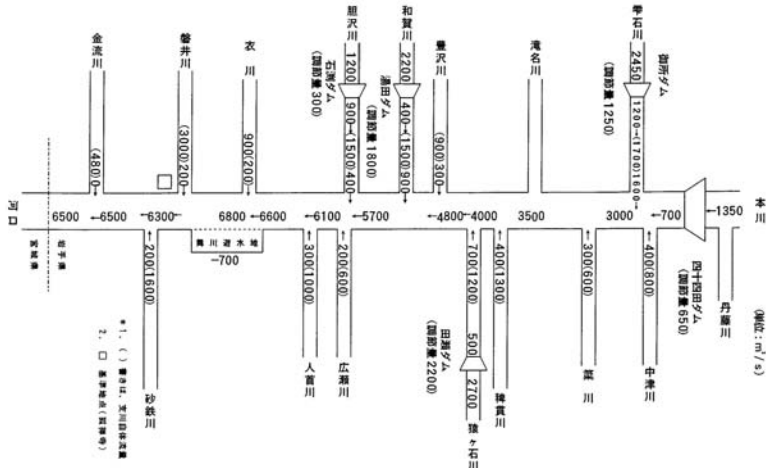 金流川
磐井川
衣川
胆沢川
和賀川
豊沢川
滝名川
雫石川
石淵ダム
(調節量300)
湯田ダム
(調節量1800)
御所ダム
(調節量1250)
1200
2200
2450
900→(1500)400
400→(1500)900
1200→(1700)1600
(480)0
(3000)200
900(200)
(900)300
河口
本川
6500
←6500
←6300
6800
←6600
←6100
←5700
←4800
←4000
3500
3000
←700
←1350
舞川遊水地
-700
宮城県
岩手県
200(1600)
300(1000)
200(600)
700(1200)
500
2700
400(1300)
300(600)
400(800)
田瀬ダム
(調節量2200)
四十四田ダム
(調節量650)
砂鉄川
人首川
広瀬川
猿ヶ石川
稗貫川
簗川
中津川
丹藤川
(単位:m³/s)
*1. ( )書きは、支川自体流量
2. □ 基準地点(狐禅寺)